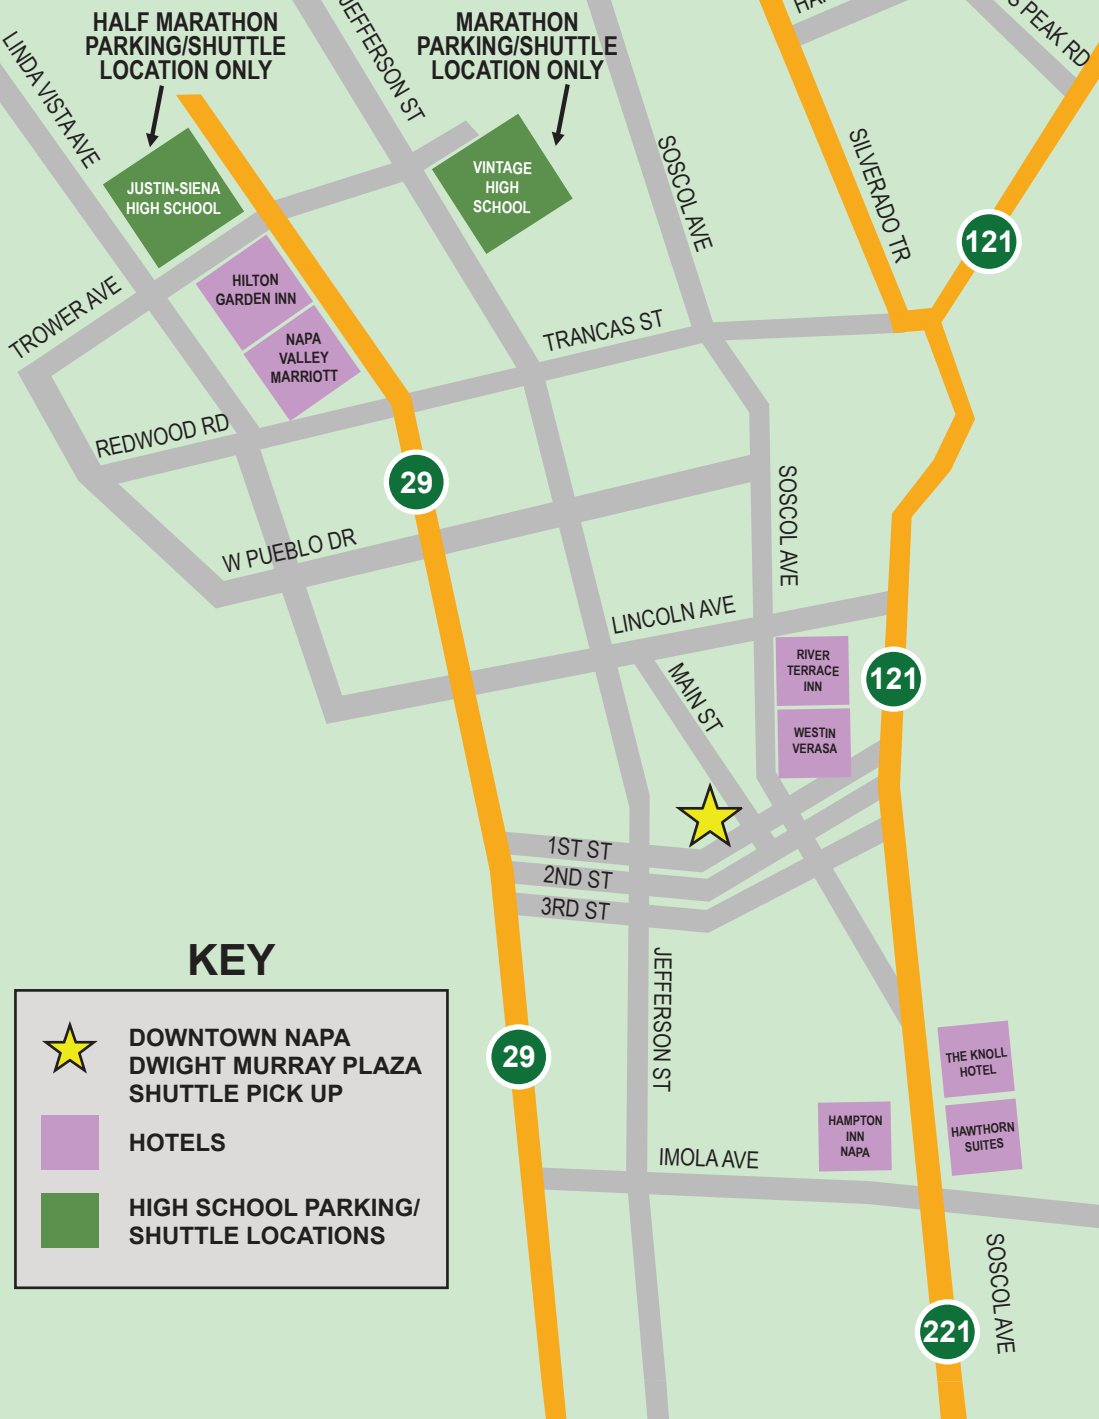 HALF MARATHON
PARKING/SHUTTLE
LOCATION ONLY
MARATHON
PARKING/SHUTTLE
LOCATION ONLY
LINDA VISTA AVE
JEFFERSON ST
SOSCOL AVE
SILVERADO TR
PEAK RD
121
JUSTIN-SIENA
HIGH SCHOOL
VINTAGE
HIGH
SCHOOL
TROWER AVE
HILTON
GARDEN INN
NAPA
VALLEY
MARRIOTT
TRANCAS ST
REDWOOD RD
29
W PUEBLO DR
SOSCOL AVE
LINCOLN AVE
MAIN ST
RIVER
TERRACE
INN
121
WESTIN
VERASA
1ST ST
2ND ST
3RD ST
JEFFERSON ST
29
THE KNOLL
HOTEL
HAMPTON
INN
NAPA
HAWTHORN
SUITES
IMOLA AVE
SOSCOL AVE
221
KEY
DOWNTOWN NAPA
DWIGHT MURRAY PLAZA
SHUTTLE PICK UP
HOTELS
HIGH SCHOOL PARKING/
SHUTTLE LOCATIONS